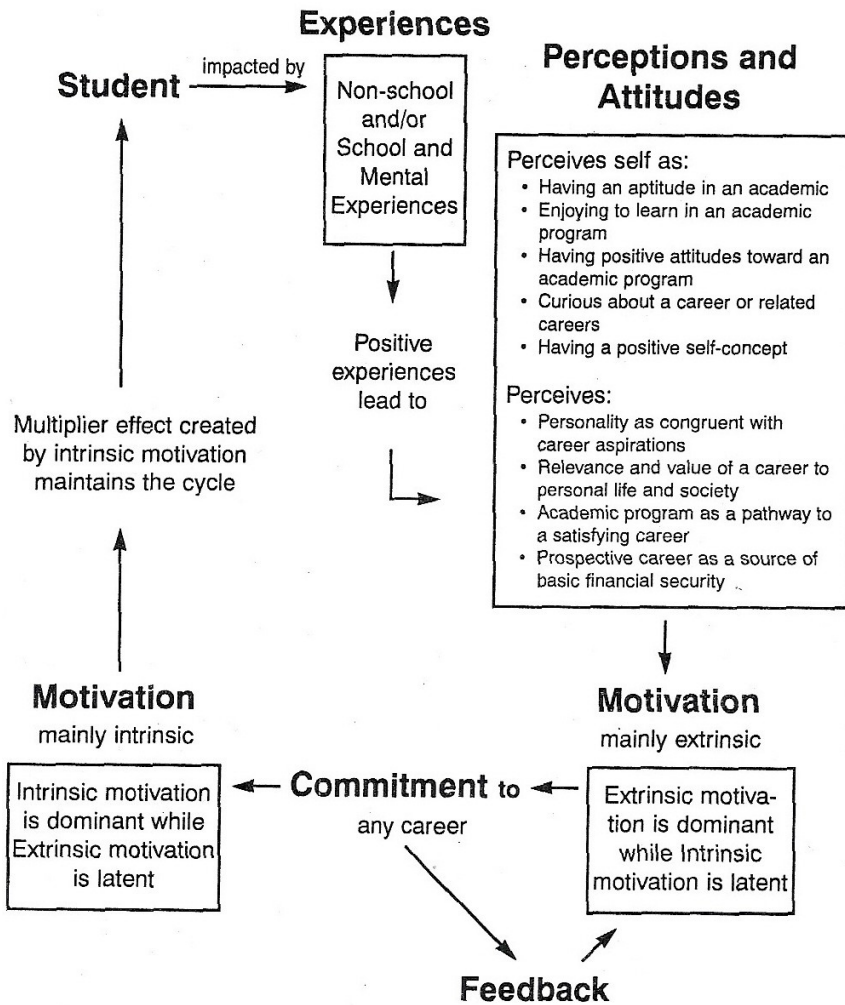 Experiences
Student
impacted by
Non-school
and/or
School and
Mental
Experiences
Positive
experiences
lead to
Perceptions and
Attitudes
Perceives self as:
• Having an aptitude in an academic
• Enjoying to learn in an academic
program
• Having positive attitudes toward an
academic program
• Curious about a career or related
careers
• Having a positive self-concept
Perceives:
• Personality as congruent with
career aspirations
• Relevance and value of a career to
personal life and society
• Academic program as a pathway to
a satisfying career
• Prospective career as a source of
basic financial security
Motivation
mainly extrinsic
Extrinsic motiva-
tion is dominant
while Intrinsic
motivation is latent
Commitment to
any career
Feedback
Motivation
mainly intrinsic
Intrinsic motivation
is dominant while
Extrinsic motivation
is latent
Multiplier effect created
by intrinsic motivation
maintains the cycle